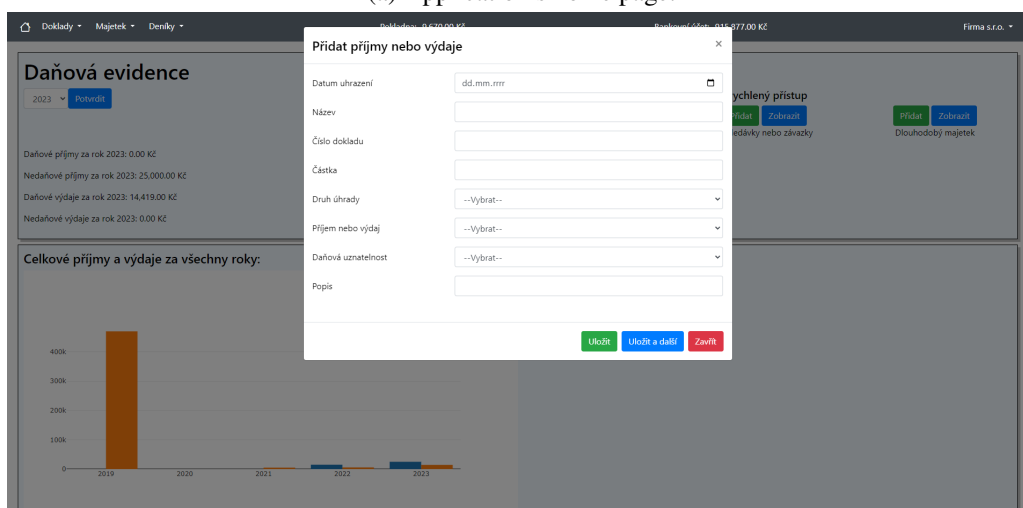 Doklady Majetek Deníky Firma s.r.o.
Přidat příjmy nebo výdaje ×
Daňová evidence
2023 Potvrdit
Daňové příjmy za rok 2023: 0.00 Kč
Nedaňové příjmy za rok 2023: 25,000.00 Kč
Daňové výdaje za rok 2023: 14,419.00 Kč
Nedaňové výdaje za rok 2023: 0.00 Kč
Datum uhrazení dd.mm.rrrr
Název
Číslo dokladu
Částka
Druh úhrady --Vybrat--
Příjem nebo výdaj --Vybrat--
Daňová uznatelnost --Vybrat--
Popis
Uložit Uložit a další Zavřít
přístup
Zobrazit Přidat Zobrazit
nebo závazky Dlouhodobý majetek
Celkové příjmy a výdaje za všechny roky:
400k
300k
200k
100k
0
2019 2020 2021 2022 2023